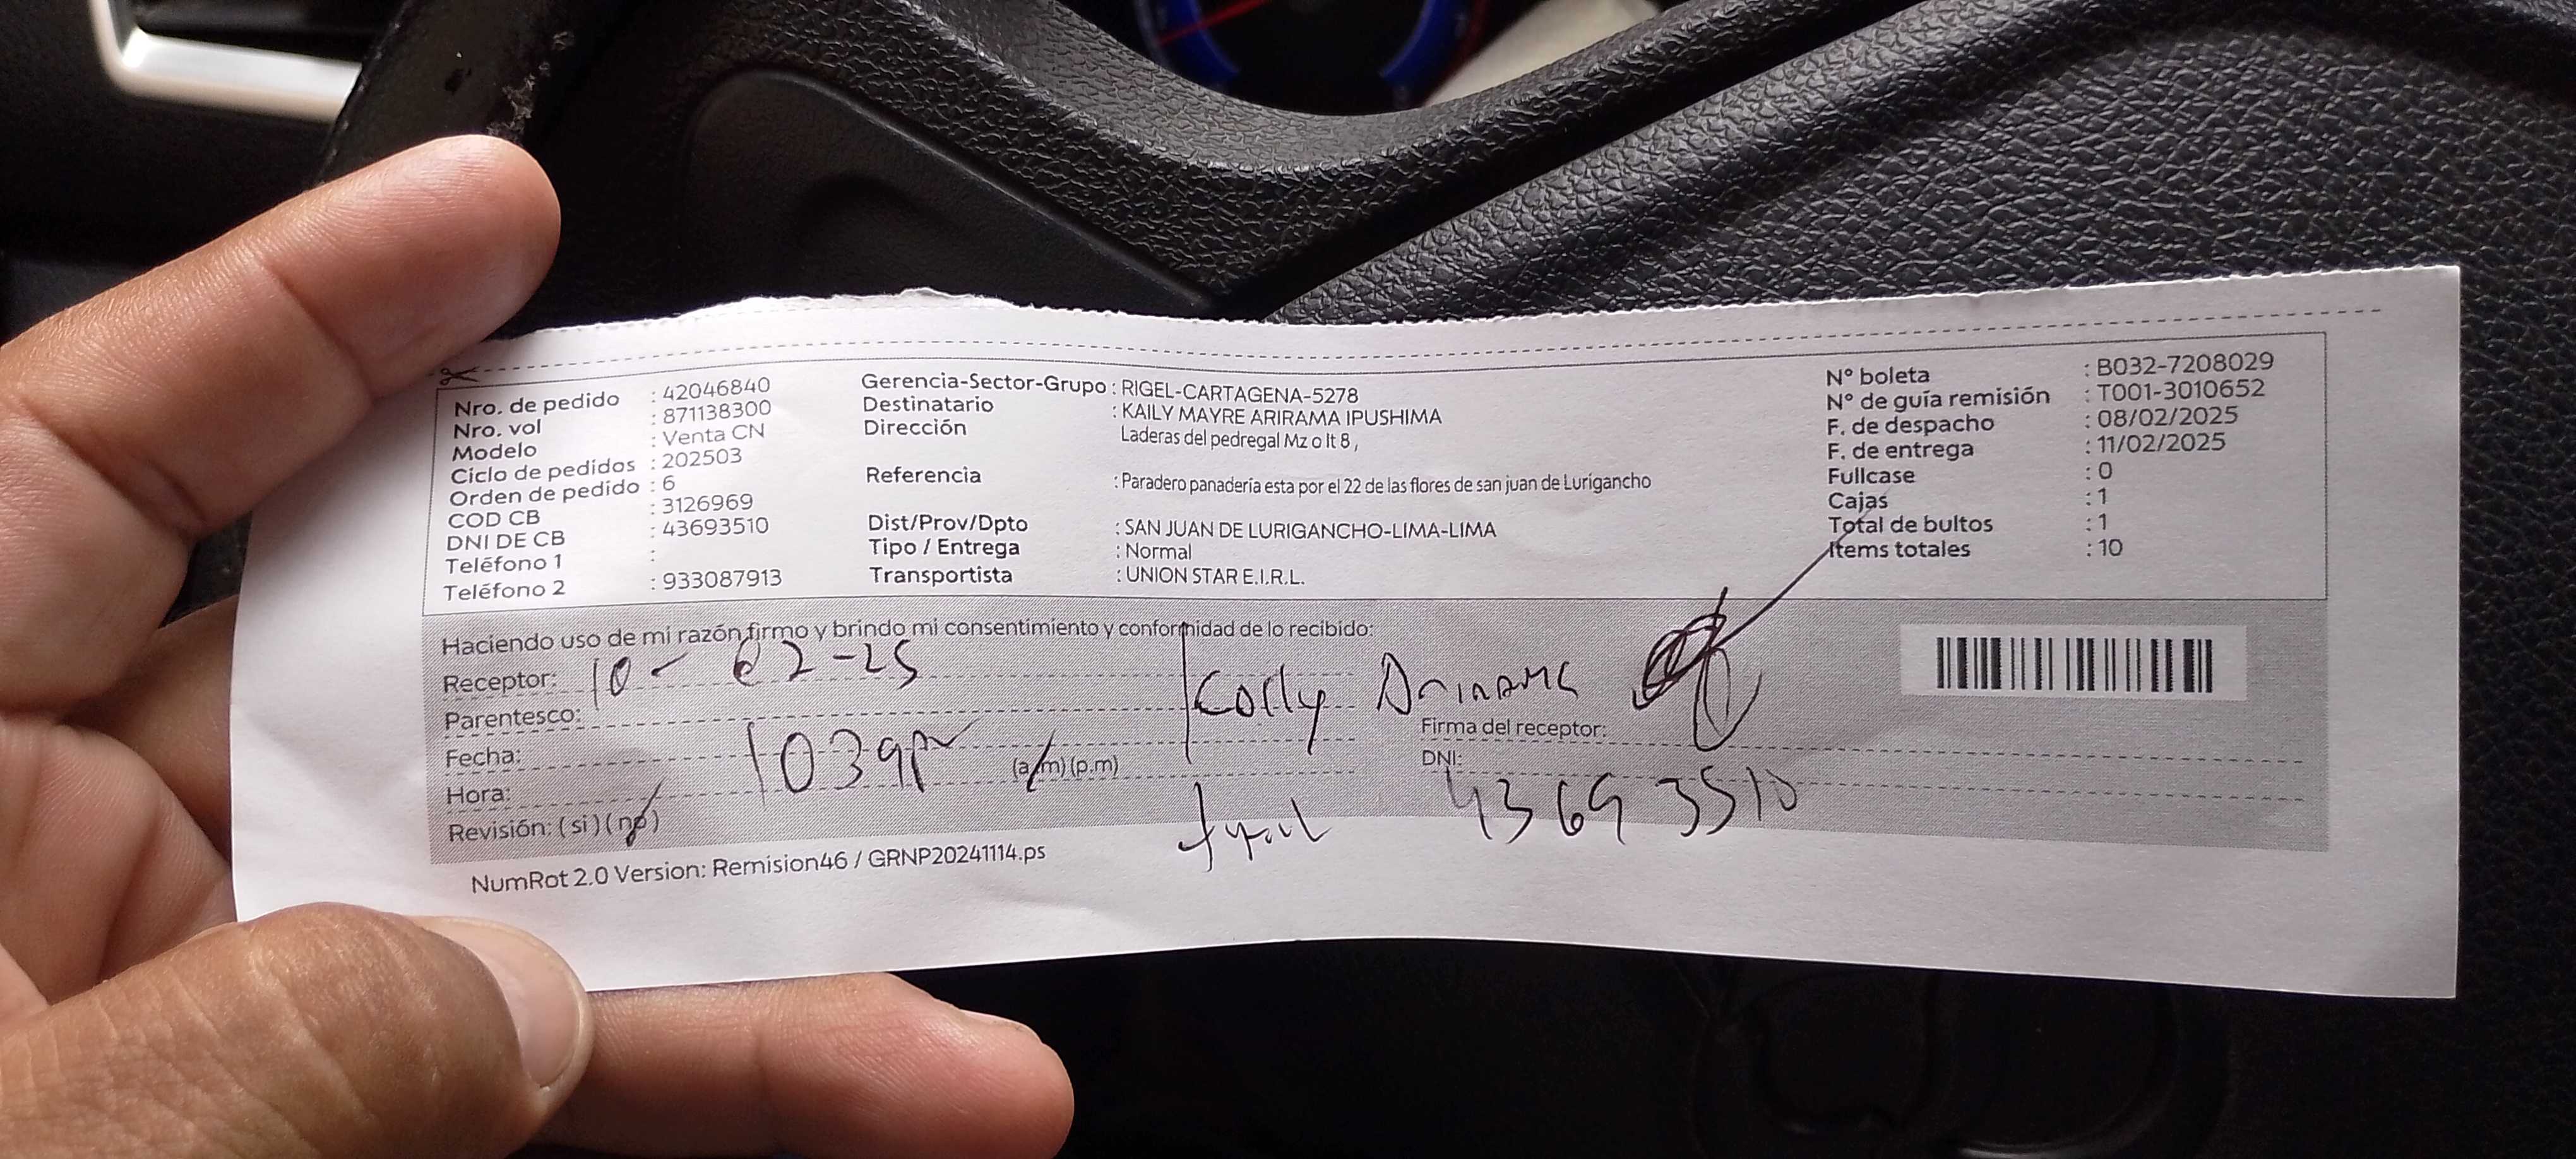 Nro. de pedido : 42046840
Nro. vol : 871138300
Modelo : Venta CN
Ciclo de pedidos : 202503
Orden de pedido : 6
COD CB : 3126969
DNI DE CB : 43693510
Teléfono 1 :
Teléfono 2 : 933087913
Gerencia-Sector-Grupo : RIGEL-CARTAGENA-5278
Destinatario : KAILY MAYRE ARIRAMA IPUSHIMA
Dirección Laderas del pedregal Mz o lt 8 ,
Referencia : Paradero panadería esta por el 22 de las flores de san juan de Lurigancho
Dist/Prov/Dpto : SAN JUAN DE LURIGANCHO-LIMA-LIMA
Tipo / Entrega : Normal
Transportista : UNION STAR E.I.R.L.
N° boleta : B032-7208029
N° de guía remisión : T001-3010652
F. de despacho : 08/02/2025
F. de entrega : 11/02/2025
Fullcase : 0
Cajas : 1
Total de bultos : 1
Items totales : 10
Haciendo uso de mi razón firmo y brindo mi consentimiento y conformidad de lo recibido:
Receptor: 10-02-25
Parentesco:
Fecha: 1039
Hora: (a.m) (p.m)
Revisión: ( si ) ( no )
Firma del receptor:
DNI: 43693510
NumRot 2.0 Version: Remision46 / GRNP20241114.ps